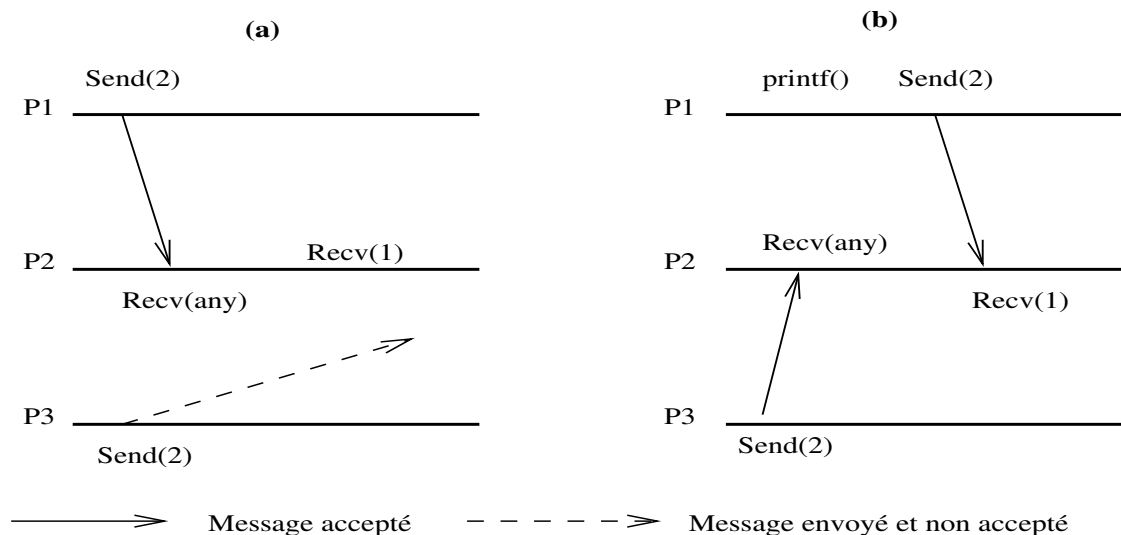 (a)
(b)
Send(2)
printf()
Send(2)
P1
P1
P2
Recv(1)
Recv(any)
P2
Recv(any)
Recv(1)
P3
Send(2)
P3
Send(2)
Message accepté
Message envoyé et non accepté